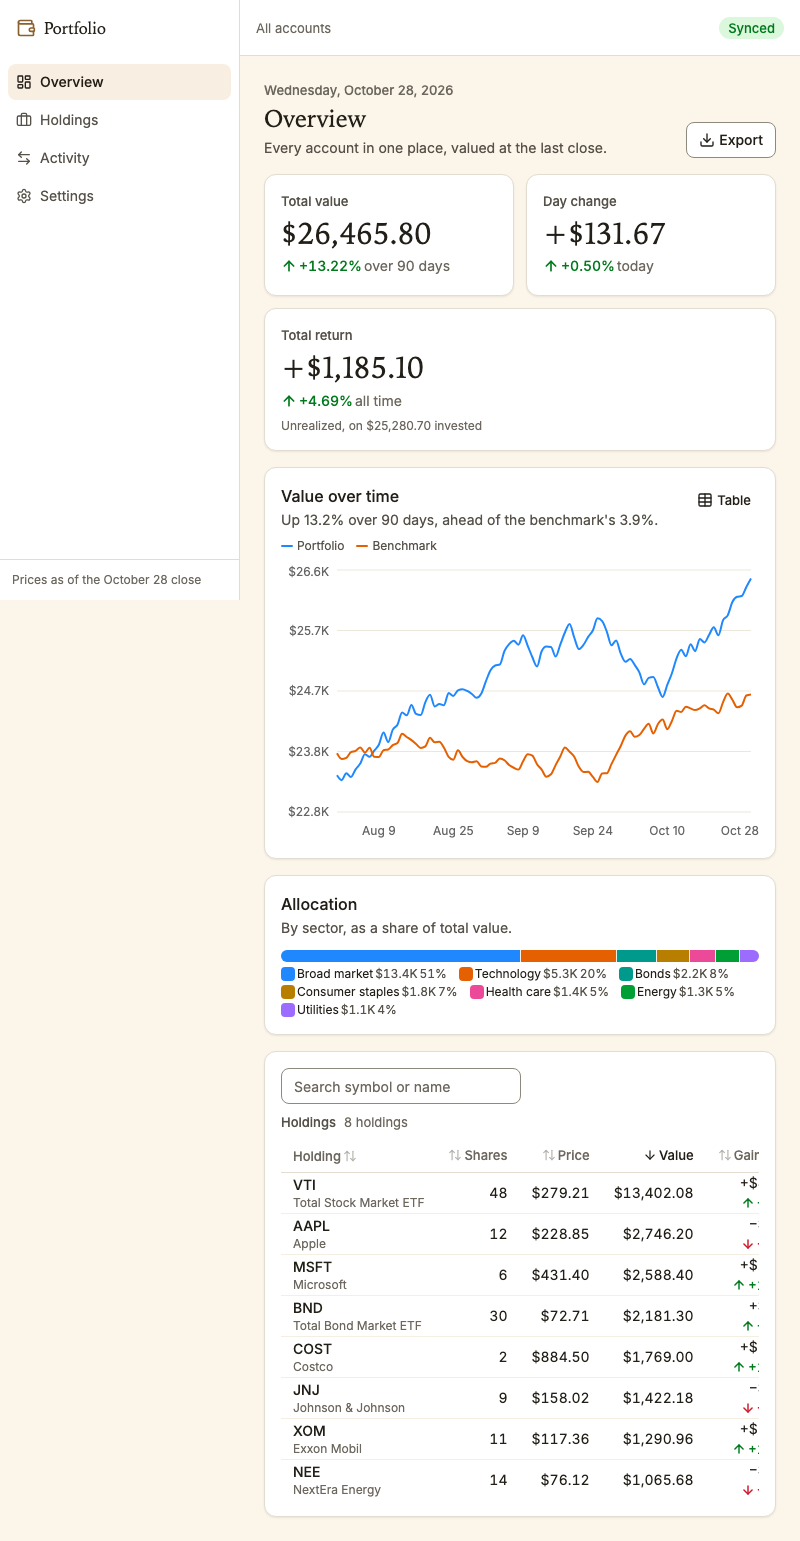 Portfolio
All accounts
Synced
Overview
Holdings
Activity
Settings
Prices as of the October 28 close
Wednesday, October 28, 2026
Overview
Every account in one place, valued at the last close.
Export
Total value
$26,465.80
+13.22% over 90 days
Day change
+$131.67
+0.50% today
Total return
+$1,185.10
+4.69% all time
Unrealized, on $25,280.70 invested
Value over time
Table
Up 13.2% over 90 days, ahead of the benchmark's 3.9%.
Portfolio Benchmark
$26.6K
$25.7K
$24.7K
$23.8K
$22.8K
Aug 9 Aug 25 Sep 9 Sep 24 Oct 10 Oct 28
Allocation
By sector, as a share of total value.
Broad market $13.4K 51% Technology $5.3K 20% Bonds $2.2K 8%
Consumer staples $1.8K 7% Health care $1.4K 5% Energy $1.3K 5%
Utilities $1.1K 4%
Search symbol or name
Holdings 8 holdings
Holding Shares Price Value
VTI
Total Stock Market ETF
48 $279.21 $13,402.08 +$
AAPL
Apple
12 $228.85 $2,746.20
MSFT
Microsoft
6 $431.40 $2,588.40 +$
BND
Total Bond Market ETF
30 $72.71 $2,181.30
COST
Costco
2 $884.50 $1,769.00 +$
JNJ
Johnson & Johnson
9 $158.02 $1,422.18
XOM
Exxon Mobil
11 $117.36 $1,290.96 +$
NEE
NextEra Energy
14 $76.12 $1,065.68